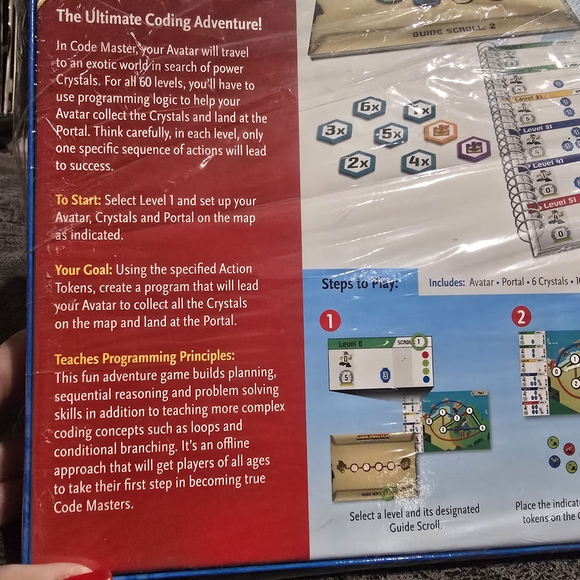 The Ultimate Coding Adventure!
In Code Master, your Avatar will travel
to an exotic world in search of power
Crystals. For all 60 levels, you'll have to
use programming logic to help your
Avatar collect the Crystals and land at the
Portal. Think carefully, in each level, only
one specific sequence of actions will lead
to success.
To Start: Select Level 1 and set up your
Avatar, Crystals and Portal on the map
as indicated.
Your Goal: Using the specified Action
Tokens, create a program that will lead
your Avatar to collect all the Crystals
on the map and land at the Portal.
Teaches Programming Principles:
This fun adventure game builds planning,
sequential reasoning and problem solving
skills in addition to teaching more complex
coding concepts such as loops and
conditional branching. It's an offline
approach that will get players of all ages
to take their first step in becoming true
Code Masters.
GUIDE SCROLL: 2
6x
3x
5x
2x
4x
Level 31
Level 41
Level 51
Steps to Play:
Includes: Avatar • Portal • 6 Crystals •
1
Level 8
SCROLL 1
Select a level and its designated
Guide Scroll.
2
Place the
tokens on the